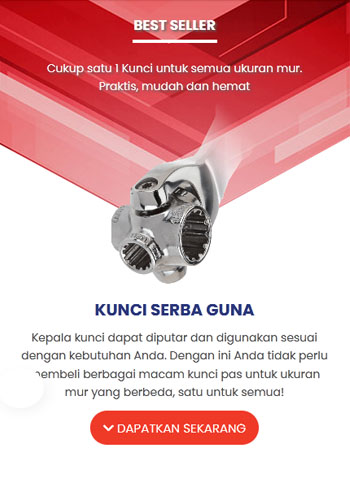 BEST SELLER
Cukup satu 1 Kunci untuk semua ukuran mur.
Praktis, mudah dan hemat
KUNCI SERBA GUNA
Kepala kunci dapat diputar dan digunakan sesuai
dengan kebutuhan Anda. Dengan ini Anda tidak perlu
membeli berbagai macam kunci pas untuk ukuran
mur yang berbeda, satu untuk semua!
DAPATKAN SEKARANG